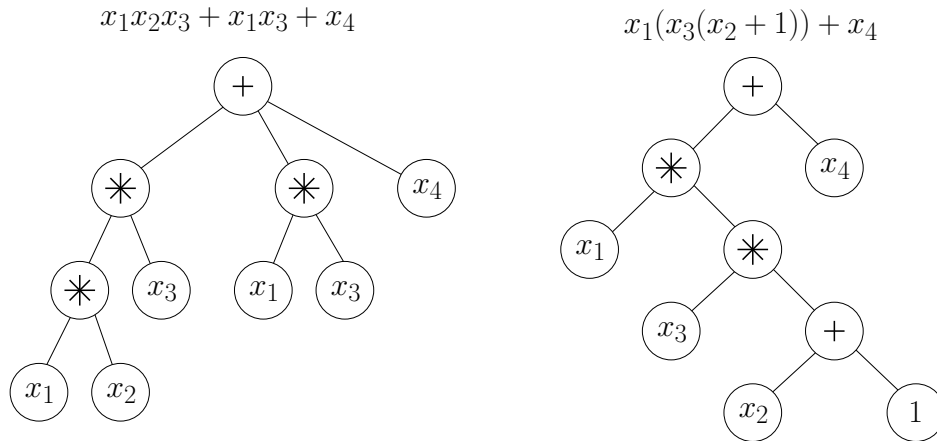 x₁x₂x₃ + x₁x₃ + x₄
x₁(x₃(x₂ + 1)) + x₄
+
+
∗
∗
x₄
∗
x₄
x₁
∗
∗
x₃
x₁
x₃
x₃
+
x₁
x₂
x₂
1